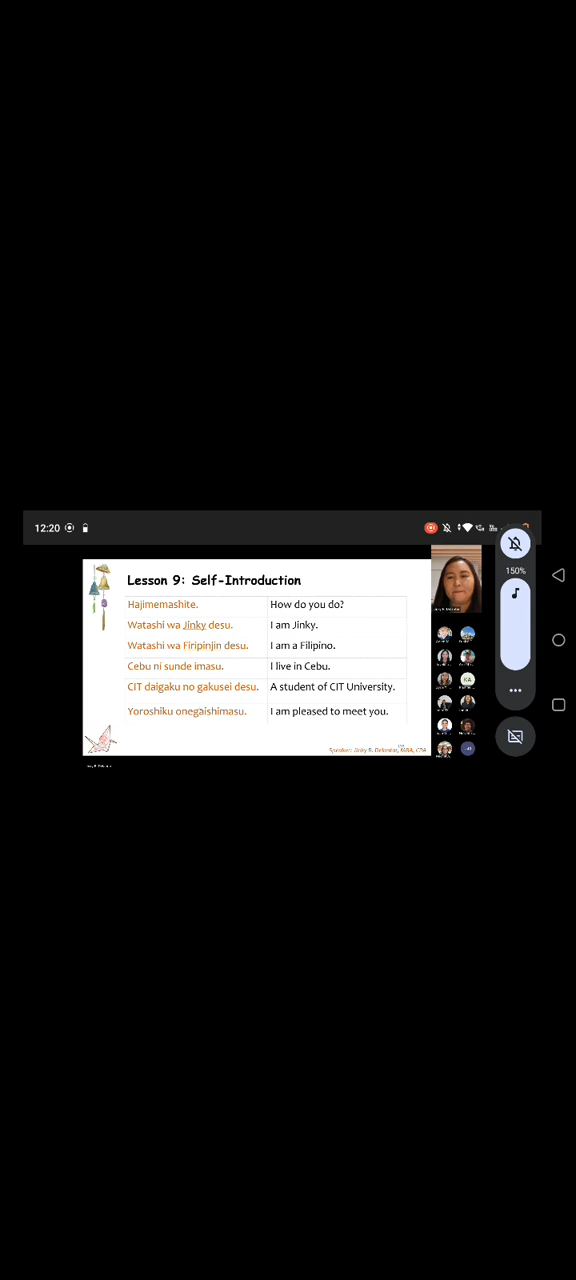 12:20
150%
Lesson 9: Self-Introduction
Hajimemashite. How do you do?
Watashi wa Jinky desu. I am Jinky.
Watashi wa Firipinjin desu. I am a Filipino.
Cebu ni sunde imasu. I live in Cebu.
CIT daigaku no gakusei desu. A student of CIT University.
Yoroshiku onegaishimasu. I am pleased to meet you.
KA